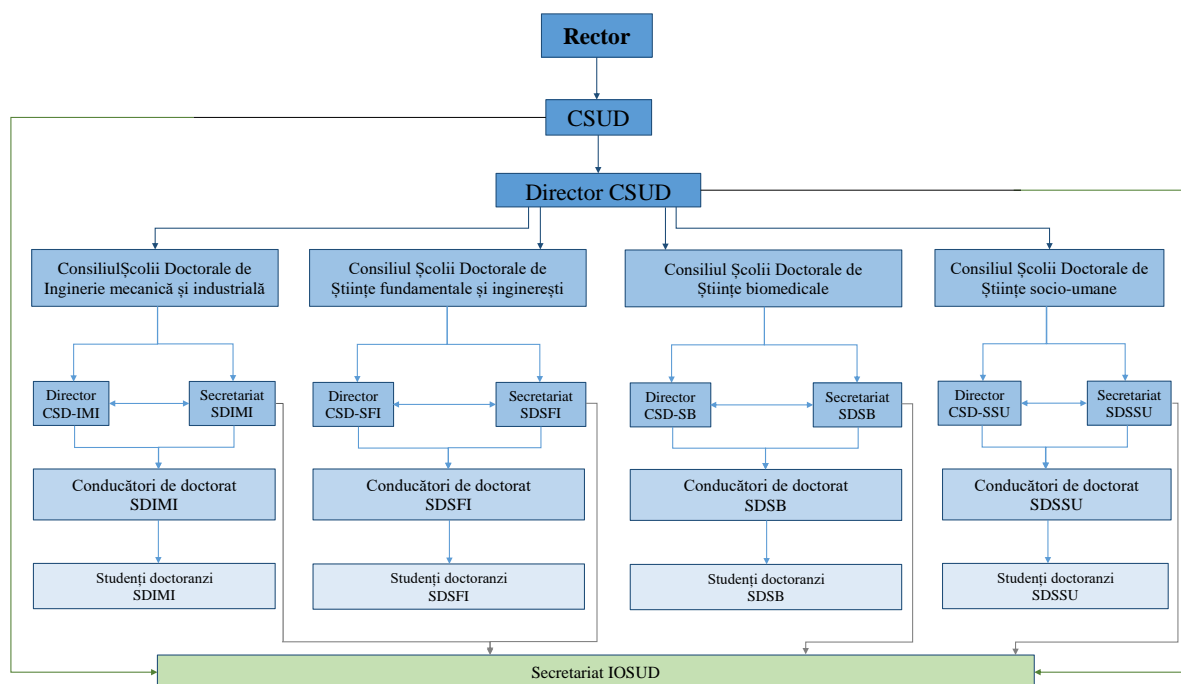 Rector
CSUD
Director CSUD
ConsiliulȘcolii Doctorale de
Inginerie mecanică și industrială
Consiliul Școlii Doctorale de
Științe fundamentale și inginerești
Consiliul Școlii Doctorale de
Științe biomedicale
Consiliul Școlii Doctorale de
Științe socio-umane
Director
CSD-IMI
Secretariat
SDIMI
Director
CSD-SFI
Secretariat
SDSFI
Director
CSD-SB
Secretariat
SDSB
Director
CSD-SSU
Secretariat
SDSSU
Conducători de doctorat
SDIMI
Conducători de doctorat
SDSFI
Conducători de doctorat
SDSB
Conducători de doctorat
SDSSU
Studenți doctoranzi
SDIMI
Studenți doctoranzi
SDSFI
Studenți doctoranzi
SDSB
Studenți doctoranzi
SDSSU
Secretariat IOSUD